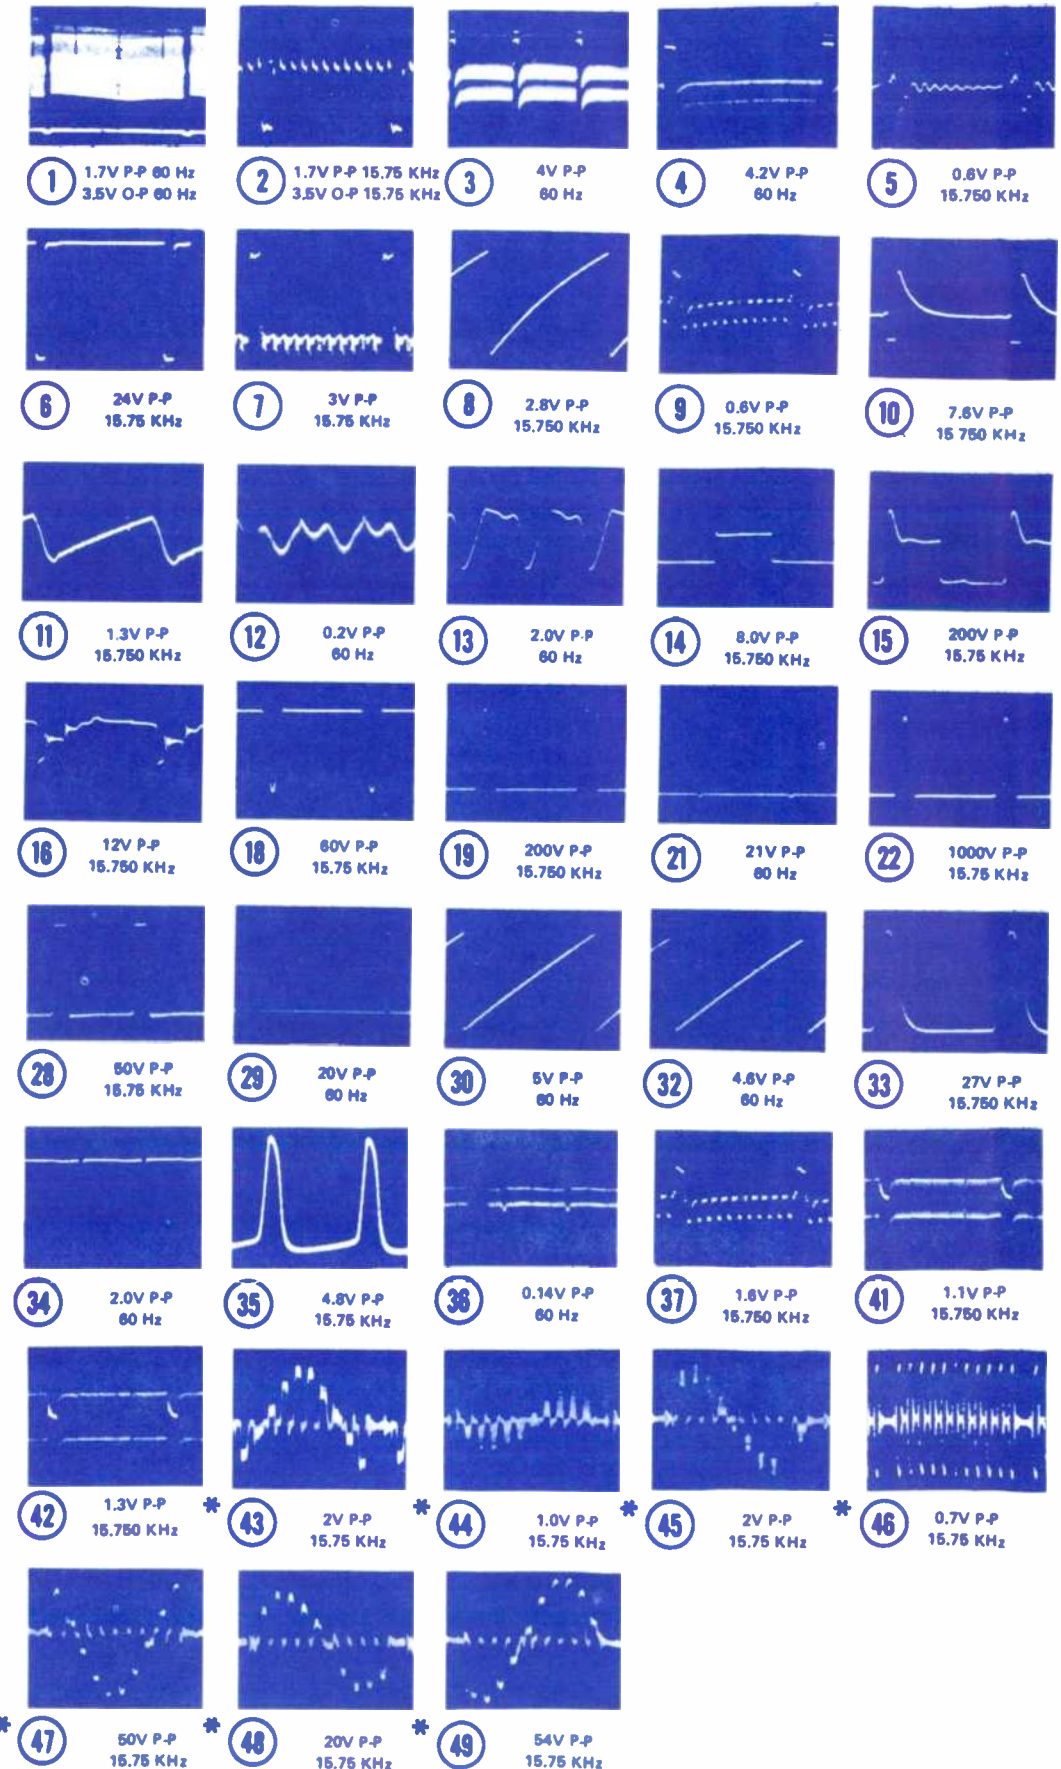 1 1.7V P-P 60 Hz
3.5V O-P 60 Hz
2 1.7V P-P 15.75 KHz
3.5V O-P 15.75 KHz
3 4V P-P
60 Hz
4 4.2V P-P
60 Hz
5 0.6V P-P
15.750 KHz
6 24V P-P
15.75 KHz
7 3V P-P
15.75 KHz
8 2.8V P-P
15.750 KHz
9 0.6V P-P
15.750 KHz
10 7.6V P-P
15 750 KHz
11 1.3V P-P
15.750 KHz
12 0.2V P-P
60 Hz
13 2.0V P-P
60 Hz
14 8.0V P-P
15.750 KHz
15 200V P-P
15.75 KHz
16 12V P-P
15.750 KHz
18 60V P-P
15.75 KHz
19 200V P-P
15.750 KHz
21 21V P-P
60 Hz
22 1000V P-P
15.75 KHz
28 50V P-P
15.75 KHz
29 20V P-P
60 Hz
30 5V P-P
60 Hz
32 4.6V P-P
60 Hz
33 27V P-P
15.750 KHz
34 2.0V P-P
60 Hz
35 4.8V P-P
15.75 KHz
36 0.14V P-P
60 Hz
37 1.6V P-P
15.750 KHz
41 1.1V P-P
15.750 KHz
42 1.3V P-P
15.750 KHz
* 43 2V P-P
15.75 KHz
* 44 1.0V P-P
15.75 KHz
* 45 2V P-P
15.75 KHz
* 46 0.7V P-P
15.75 KHz
* 47 50V P-P
15.75 KHz
* 48 20V P-P
15.75 KHz
* 49 54V P-P
15.75 KHz